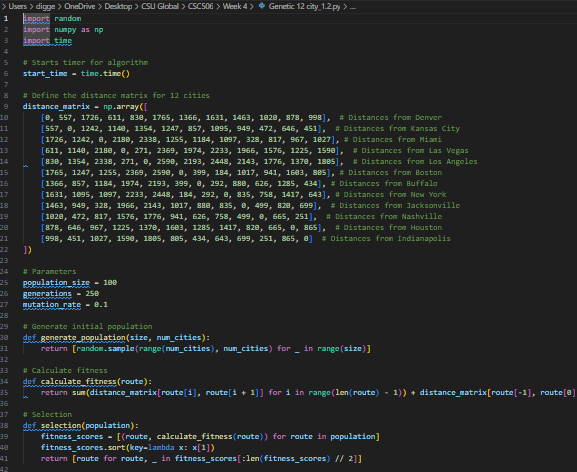 > Users > digge > OneDrive > Desktop > CSU Global > CSC506 > Week 4 > Genetic 12 city_1.2.py > ...
1 import random
2 import numpy as np
3 import time
4
5 # Starts timer for algorithm
6 start_time = time.time()
7
8 # Define the distance matrix for 12 cities
9 distance_matrix = np.array([
10 [0, 557, 1726, 611, 830, 1765, 1366, 1631, 1463, 1020, 878, 998], # Distances from Denver
11 [557, 0, 1242, 1140, 1354, 1247, 857, 1095, 949, 472, 646, 451], # Distances from Kansas City
12 [1726, 1242, 0, 2180, 2338, 1255, 1184, 1097, 328, 817, 967, 1027], # Distances from Miami
13 [611, 1140, 2180, 0, 271, 2369, 1974, 2233, 1966, 1576, 1225, 1590], # Distances from Las Vegas
14 [830, 1354, 2338, 271, 0, 2590, 2193, 2448, 2143, 1776, 1370, 1805], # Distances from Los Angeles
15 [1765, 1247, 1255, 2369, 2590, 0, 399, 184, 1017, 941, 1603, 805], # Distances from Boston
16 [1366, 857, 1184, 1974, 2193, 399, 0, 292, 880, 626, 1285, 434], # Distances from Buffalo
17 [1631, 1095, 1097, 2233, 2448, 184, 292, 0, 835, 758, 1417, 643], # Distances from New York
18 [1463, 949, 328, 1966, 2143, 1017, 880, 835, 0, 499, 820, 699], # Distances from Jacksonville
19 [1020, 472, 817, 1576, 1776, 941, 626, 758, 499, 0, 665, 251], # Distances from Nashville
20 [878, 646, 967, 1225, 1370, 1603, 1285, 1417, 820, 665, 0, 865], # Distances from Houston
21 [998, 451, 1027, 1590, 1805, 805, 434, 643, 699, 251, 865, 0] # Distances from Indianapolis
22 ])
23
24 # Parameters
25 population_size = 100
26 generations = 250
27 mutation_rate = 0.1
28
29 # Generate initial population
30 def generate_population(size, num_cities):
31 return [random.sample(range(num_cities), num_cities) for _ in range(size)]
32
33 # Calculate fitness
34 def calculate_fitness(route):
35 return sum(distance_matrix[route[i], route[i + 1]] for i in range(len(route) - 1)) + distance_matrix[route[-1], route[0]
36
37 # Selection
38 def selection(population):
39 fitness_scores = [(route, calculate_fitness(route)) for route in population]
40 fitness_scores.sort(key=lambda x: x[1])
41 return [route for route, _ in fitness_scores[:len(fitness_scores) // 2]]
42